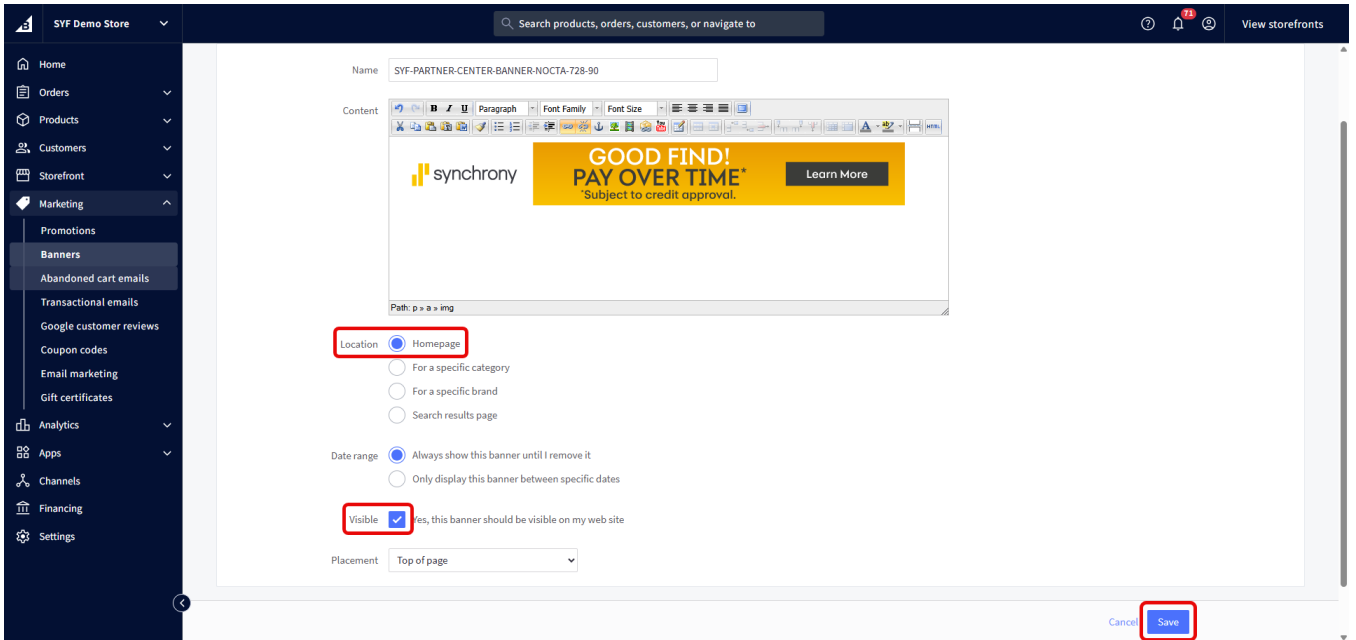 SYF Demo Store
Search products, orders, customers, or navigate to
71
View storefronts
Home
Orders
Products
Customers
Storefront
Marketing
Promotions
Banners
Abandoned cart emails
Transactional emails
Google customer reviews
Coupon codes
Email marketing
Gift certificates
Analytics
Apps
Channels
Financing
Settings
Name SYF-PARTNER-CENTER-BANNER-NOCTA-728-90
Content
B I U Paragraph Font Family Font Size
HTML
synchrony
GOOD FIND!
PAY OVER TIME*
*Subject to credit approval.
Learn More
Path: p » a » img
Location Homepage
For a specific category
For a specific brand
Search results page
Date range Always show this banner until I remove it
Only display this banner between specific dates
Visible Yes, this banner should be visible on my web site
Placement Top of page
Cancel Save